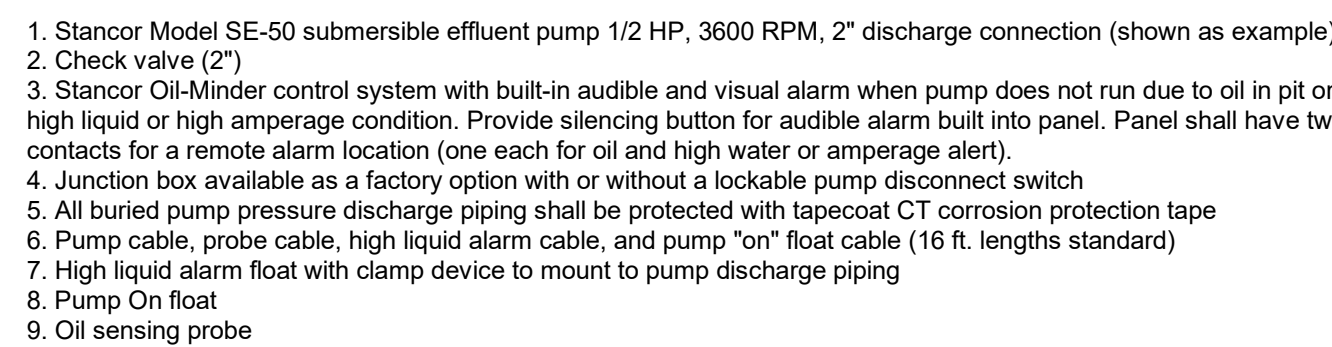 1. Stancor Model SE-50 submersible effluent pump 1/2 HP, 3600 RPM, 2" discharge connection (shown as example)
2. Check valve (2")
3. Stancor Oil-Minder control system with built-in audible and visual alarm when pump does not run due to oil in pit or
high liquid or high amperage condition. Provide silencing button for audible alarm built into panel. Panel shall have
contacts for a remote alarm location (one each for oil and high water or amperage alert).
4. Junction box available as a factory option with or without a lockable pump disconnect switch
5. All buried pump pressure discharge piping shall be protected with tapecoat CT corrosion protection tape
6. Pump cable, probe cable, high liquid alarm cable, and pump "on" float cable (16 ft. lengths standard)
7. High liquid alarm float with clamp device to mount to pump discharge piping
8. Pump On float
9. Oil sensing probe